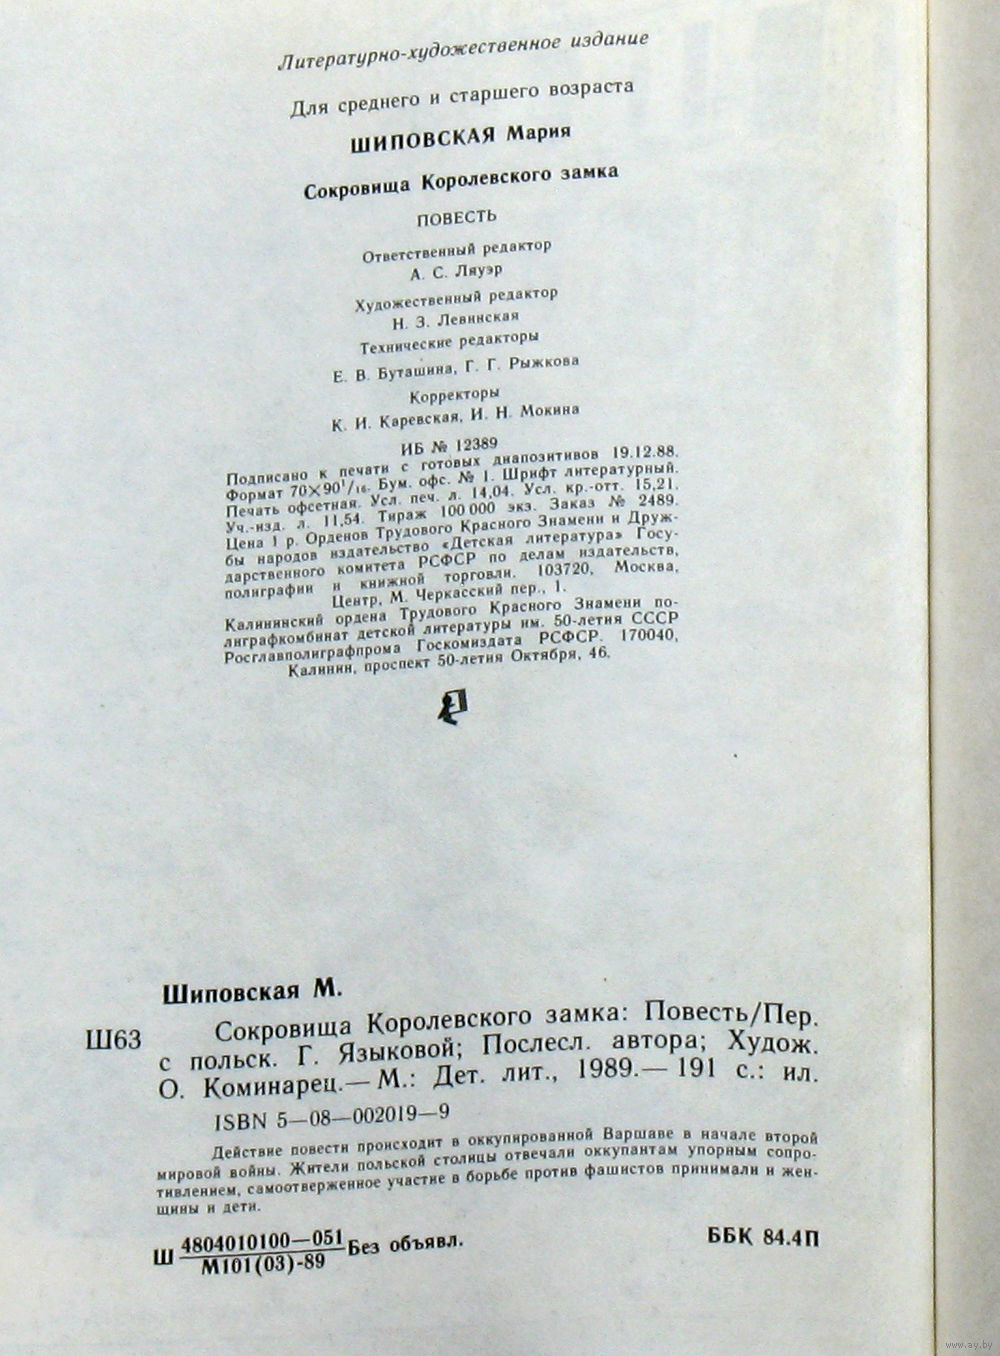 Литературно-художественное издание
Для среднего и старшего возраста
ШИПОВСКАЯ Мария
Сокровища Королевского замка
ПОВЕСТЬ
Ответственный редактор
А. С. Ляуэр
Художественный редактор
Н. З. Левинская
Технические редакторы
Е. В. Буташина, Г. Г. Рыжкова
Корректоры
К. И. Каревская, И. Н. Мокина
ИБ № 12389
Подписано к печати с готовых диапозитивов 19.12.88.
Формат 70×90¹/₁₆. Бум. офс. № 1. Шрифт литературный.
Печать офсетная. Усл. печ. л. 14,04. Усл. кр.-отт. 15,21.
Уч.-изд. л. 11,54. Тираж 100 000 экз. Заказ № 2489.
Цена 1 р. Орденов Трудового Красного Знамени и Друж-
бы народов издательство «Детская литература» Госу-
дарственного комитета РСФСР по делам издательств,
полиграфии и книжной торговли. 103720, Москва,
Центр, М. Черкасский пер., 1.
Калининский ордена Трудового Красного Знамени по-
лиграфкомбинат детской литературы им. 50-летия СССР
Росглавполиграфпрома Госкомиздата РСФСР. 170040,
Калинин, проспект 50-летия Октября, 46.
Шиповская М.
Ш63 Сокровища Королевского замка: Повесть/Пер.
с польск. Г. Языковой; Послесл. автора; Худож.
О. Коминарец.— М.: Дет. лит., 1989.— 191 с.: ил.
ISBN 5—08—002019—9
Действие повести происходит в оккупированной Варшаве в начале второй
мировой войны. Жители польской столицы отвечали оккупантам упорным сопро-
тивлением, самоотверженное участие в борьбе против фашистов принимали и жен-
щины и дети.
Ш 4804010100—051 Без объявл. ББК 84.4П
М101(03)-89
www.ay.by